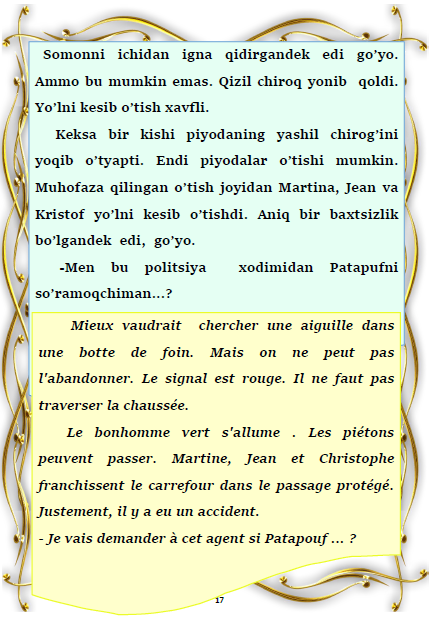 Somonni ichidan igna qidirgandek edi go’yo.
Ammo bu mumkin emas. Qizil chiroq yonib qoldi.
Yo’lni kesib o’tish xavfli.
Keksa bir kishi piyodaning yashil chirog’ini
yoqib o’tyapti. Endi piyodalar o’tishi mumkin.
Muhofaza qilingan o’tish joyidan Martina, Jean va
Kristof yo’lni kesib o’tishdi. Aniq bir baxtsizlik
bo’lgandek edi, go’yo.
-Men bu politsiya xodimidan Patapufni
so’ramoqchiman...?
Mieux vaudrait chercher une aiguille dans
une botte de foin. Mais on ne peut pas
l'abandonner. Le signal est rouge. Il ne faut pas
traverser la chaussée.
Le bonhomme vert s'allume . Les piétons
peuvent passer. Martine, Jean et Christophe
franchissent le carrefour dans le passage protégé.
Justement, il y a eu un accident.
- Je vais demander à cet agent si Patapouf ... ?
17